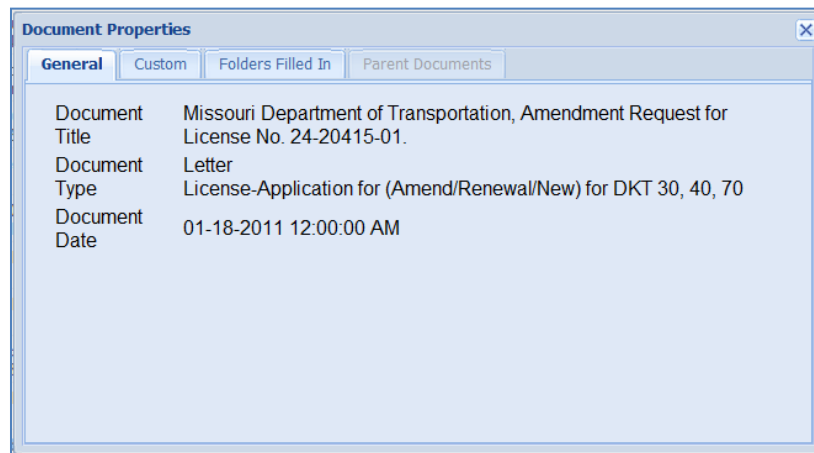 Document Properties
General Custom Folders Filled In Parent Documents
Document Title Missouri Department of Transportation, Amendment Request for
License No. 24-20415-01.
Document Type Letter
License-Application for (Amend/Renewal/New) for DKT 30, 40, 70
Document Date 01-18-2011 12:00:00 AM